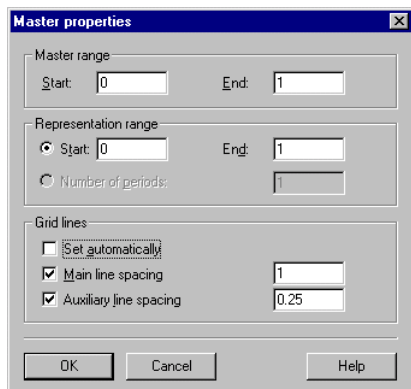 Master properties
Master range
Start: 0 End: 1
Representation range
Start: 0 End: 1
Number of periods: 1
Grid lines
Set automatically
Main line spacing 1
Auxiliary line spacing 0.25
OK Cancel Help